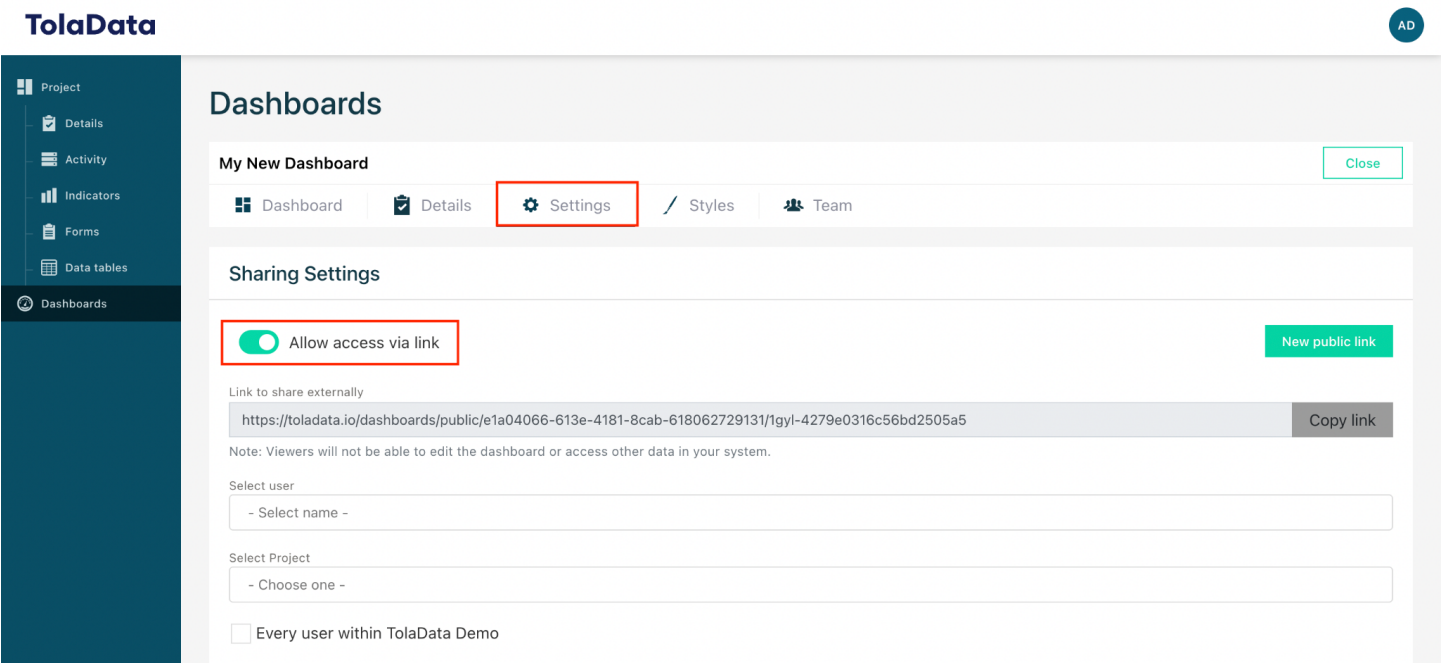 TolaData
AD
Project
Details
Activity
Indicators
Forms
Data tables
Dashboards
Dashboards
My New Dashboard
Close
Dashboard
Details
Settings
Styles
Team
Sharing Settings
Allow access via link
New public link
Link to share externally
https://toladata.io/dashboards/public/e1a04066-613e-4181-8cab-618062729131/1gyl-4279e0316c56bd2505a5
Copy link
Note: Viewers will not be able to edit the dashboard or access other data in your system.
Select user
- Select name -
Select Project
- Choose one -
Every user within TolaData Demo